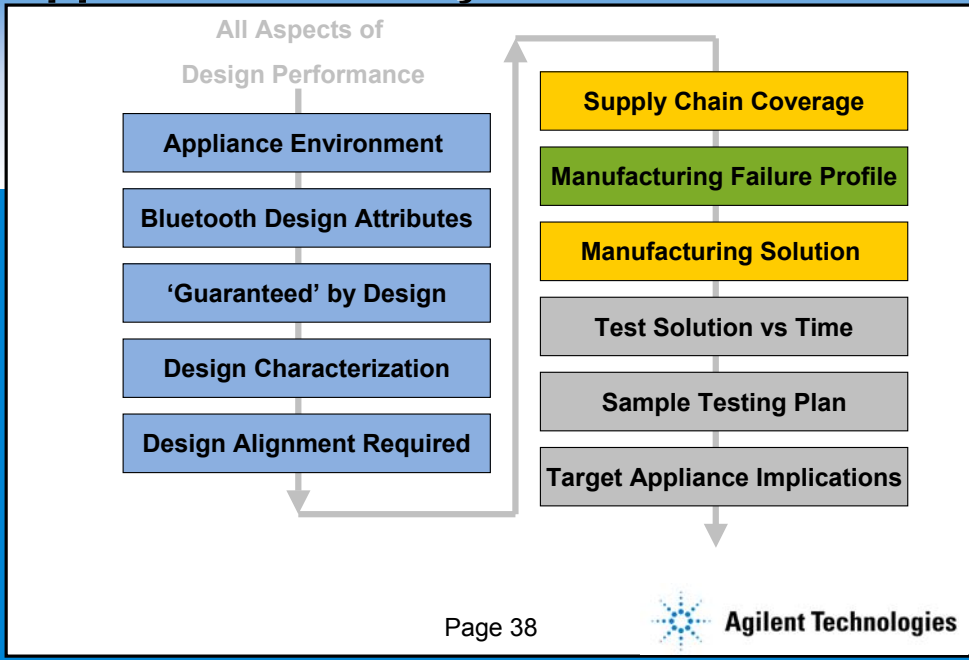 All Aspects of
Design Performance
Appliance Environment
Bluetooth Design Attributes
‘Guaranteed’ by Design
Design Characterization
Design Alignment Required
Supply Chain Coverage
Manufacturing Failure Profile
Manufacturing Solution
Test Solution vs Time
Sample Testing Plan
Target Appliance Implications
Page 38
Agilent Technologies